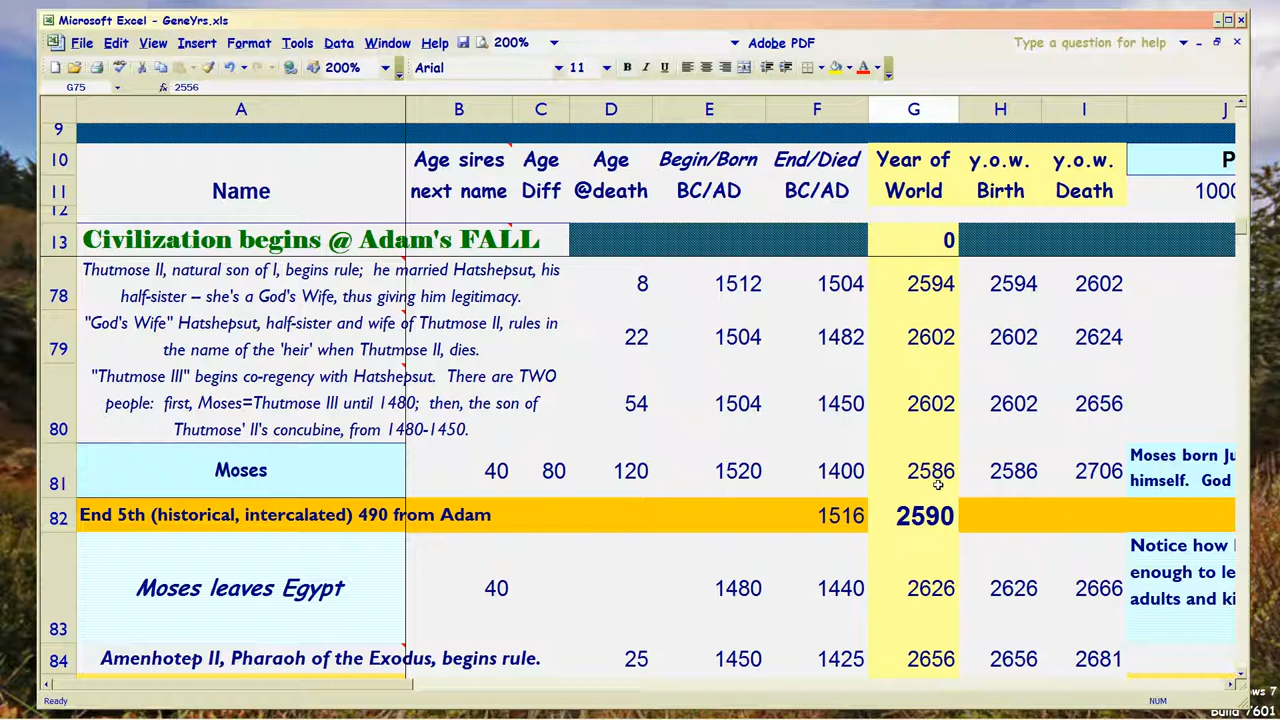 Microsoft Excel - GeneYrs.xls
File Edit View Insert Format Tools Data Window Help 200% Adobe PDF Type a question for help
200% Arial 11 B I U A
G75 fx 2556
A B C D E F G H I J
9
10 Age sires Age Age Begin/Born End/Died Year of y.o.w. y.o.w. P
11 Name next name Diff @death BC/AD BC/AD World Birth Death 1000
12
13 Civilization begins @ Adam's FALL 0
Thutmose II, natural son of I, begins rule; he married Hatshepsut, his
78 half-sister – she's a God's Wife, thus giving him legitimacy. 8 1512 1504 2594 2594 2602
"God's Wife" Hatshepsut, half-sister and wife of Thutmose II, rules in
79 the name of the 'heir' when Thutmose II, dies. 22 1504 1482 2602 2602 2624
"Thutmose III" begins co-regency with Hatshepsut. There are TWO
people: first, Moses=Thutmose III until 1480; then, the son of 54 1504 1450 2602 2602 2656
80 Thutmose' II's concubine, from 1480-1450.
81 Moses 40 80 120 1520 1400 2586 2586 2706 Moses born Ju
himself. God
82 End 5th (historical, intercalated) 490 from Adam 1516 2590
Notice how
83 Moses leaves Egypt 40 1480 1440 2626 2626 2666 enough to le
adults and ki
84 Amenhotep II, Pharaoh of the Exodus, begins rule. 25 1450 1425 2656 2656 2681
Ready NUM
ows 7
Build 7601